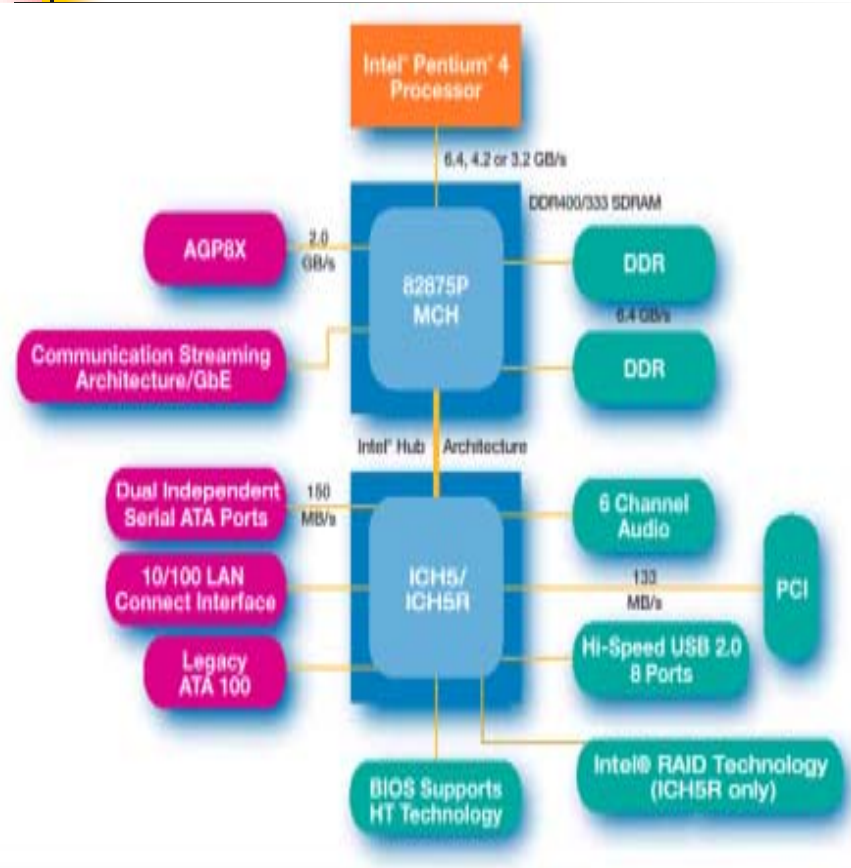 Intel® Pentium® 4
Processor
6.4, 4.2 or 3.2 GB/s
DDR400/333 SDRAM
AGP8X
2.0
GB/s
82875P
MCH
DDR
6.4 GB/s
DDR
Communication Streaming
Architecture/GbE
Intel® Hub Architecture
Dual Independent
Serial ATA Ports
150
MB/s
6 Channel
Audio
10/100 LAN
Connect Interface
ICH5/
ICH5R
133
MB/s
PCI
Legacy
ATA 100
Hi-Speed USB 2.0
8 Ports
BIOS Supports
HT Technology
Intel® RAID Technology
(ICH5R only)